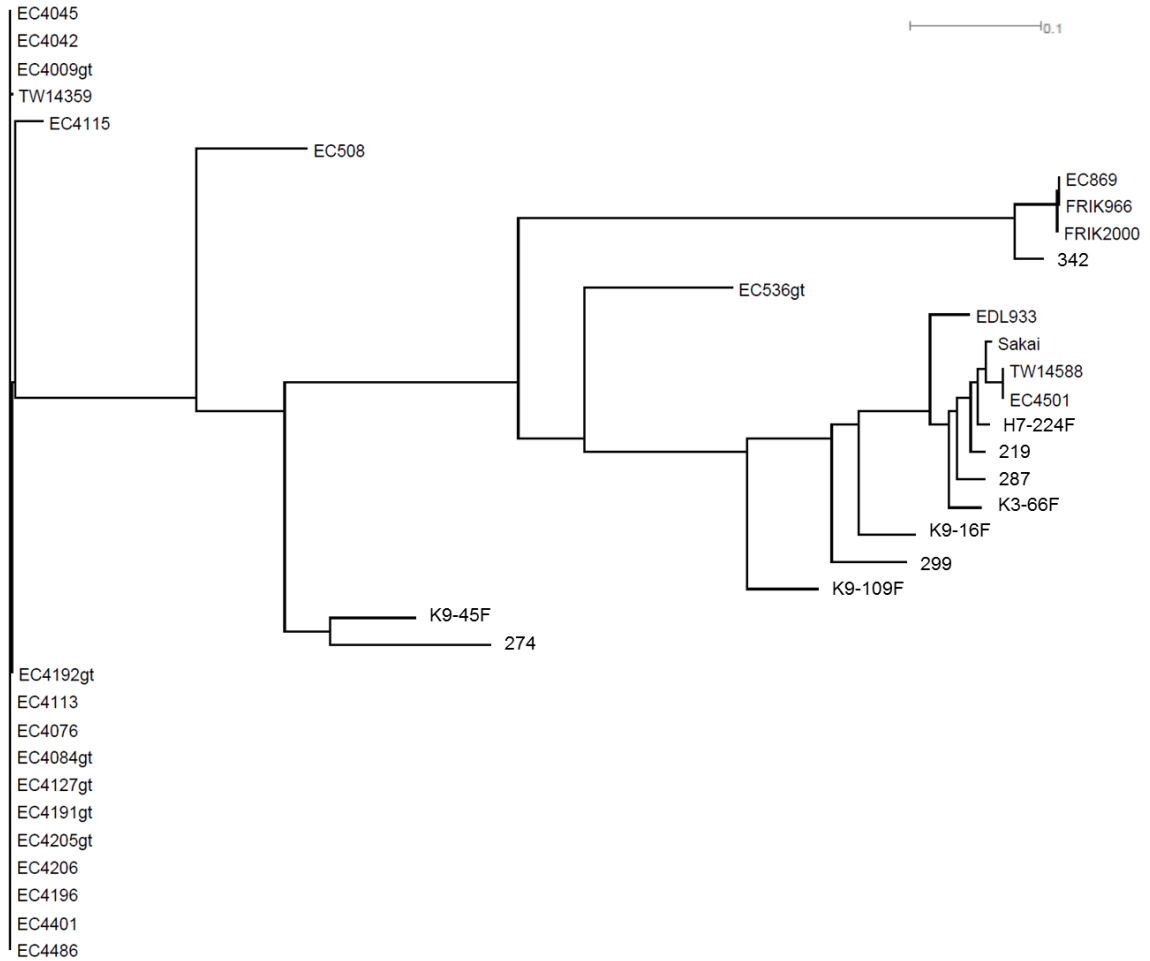 EC4045
0.1
EC4042
EC4009gt
TW14359
EC4115
EC508
EC869
FRIK966
FRIK2000
342
EC536gt
EDL933
Sakai
TW14588
EC4501
H7-224F
219
287
K3-66F
K9-16F
299
K9-109F
K9-45F
274
EC4192gt
EC4113
EC4076
EC4084gt
EC4127gt
EC4191gt
EC4205gt
EC4206
EC4196
EC4401
EC4486